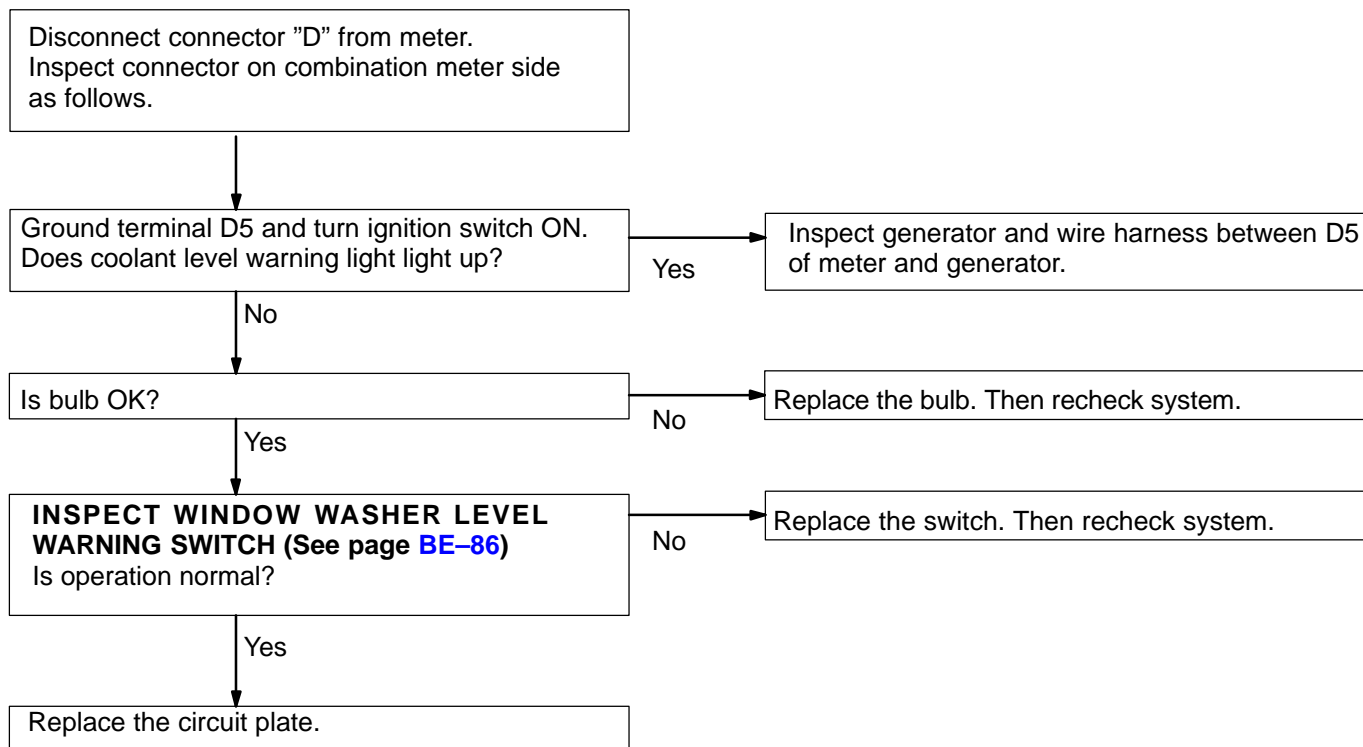 Disconnect connector ”D” from meter.
Inspect connector on combination meter side
as follows.
Ground terminal D5 and turn ignition switch ON.
Does coolant level warning light light up?
Yes
Inspect generator and wire harness between D5
of meter and generator.
No
Is bulb OK?
No
Replace the bulb. Then recheck system.
Yes
INSPECT WINDOW WASHER LEVEL
WARNING SWITCH (See page BE–86)
Is operation normal?
No
Replace the switch. Then recheck system.
Yes
Replace the circuit plate.